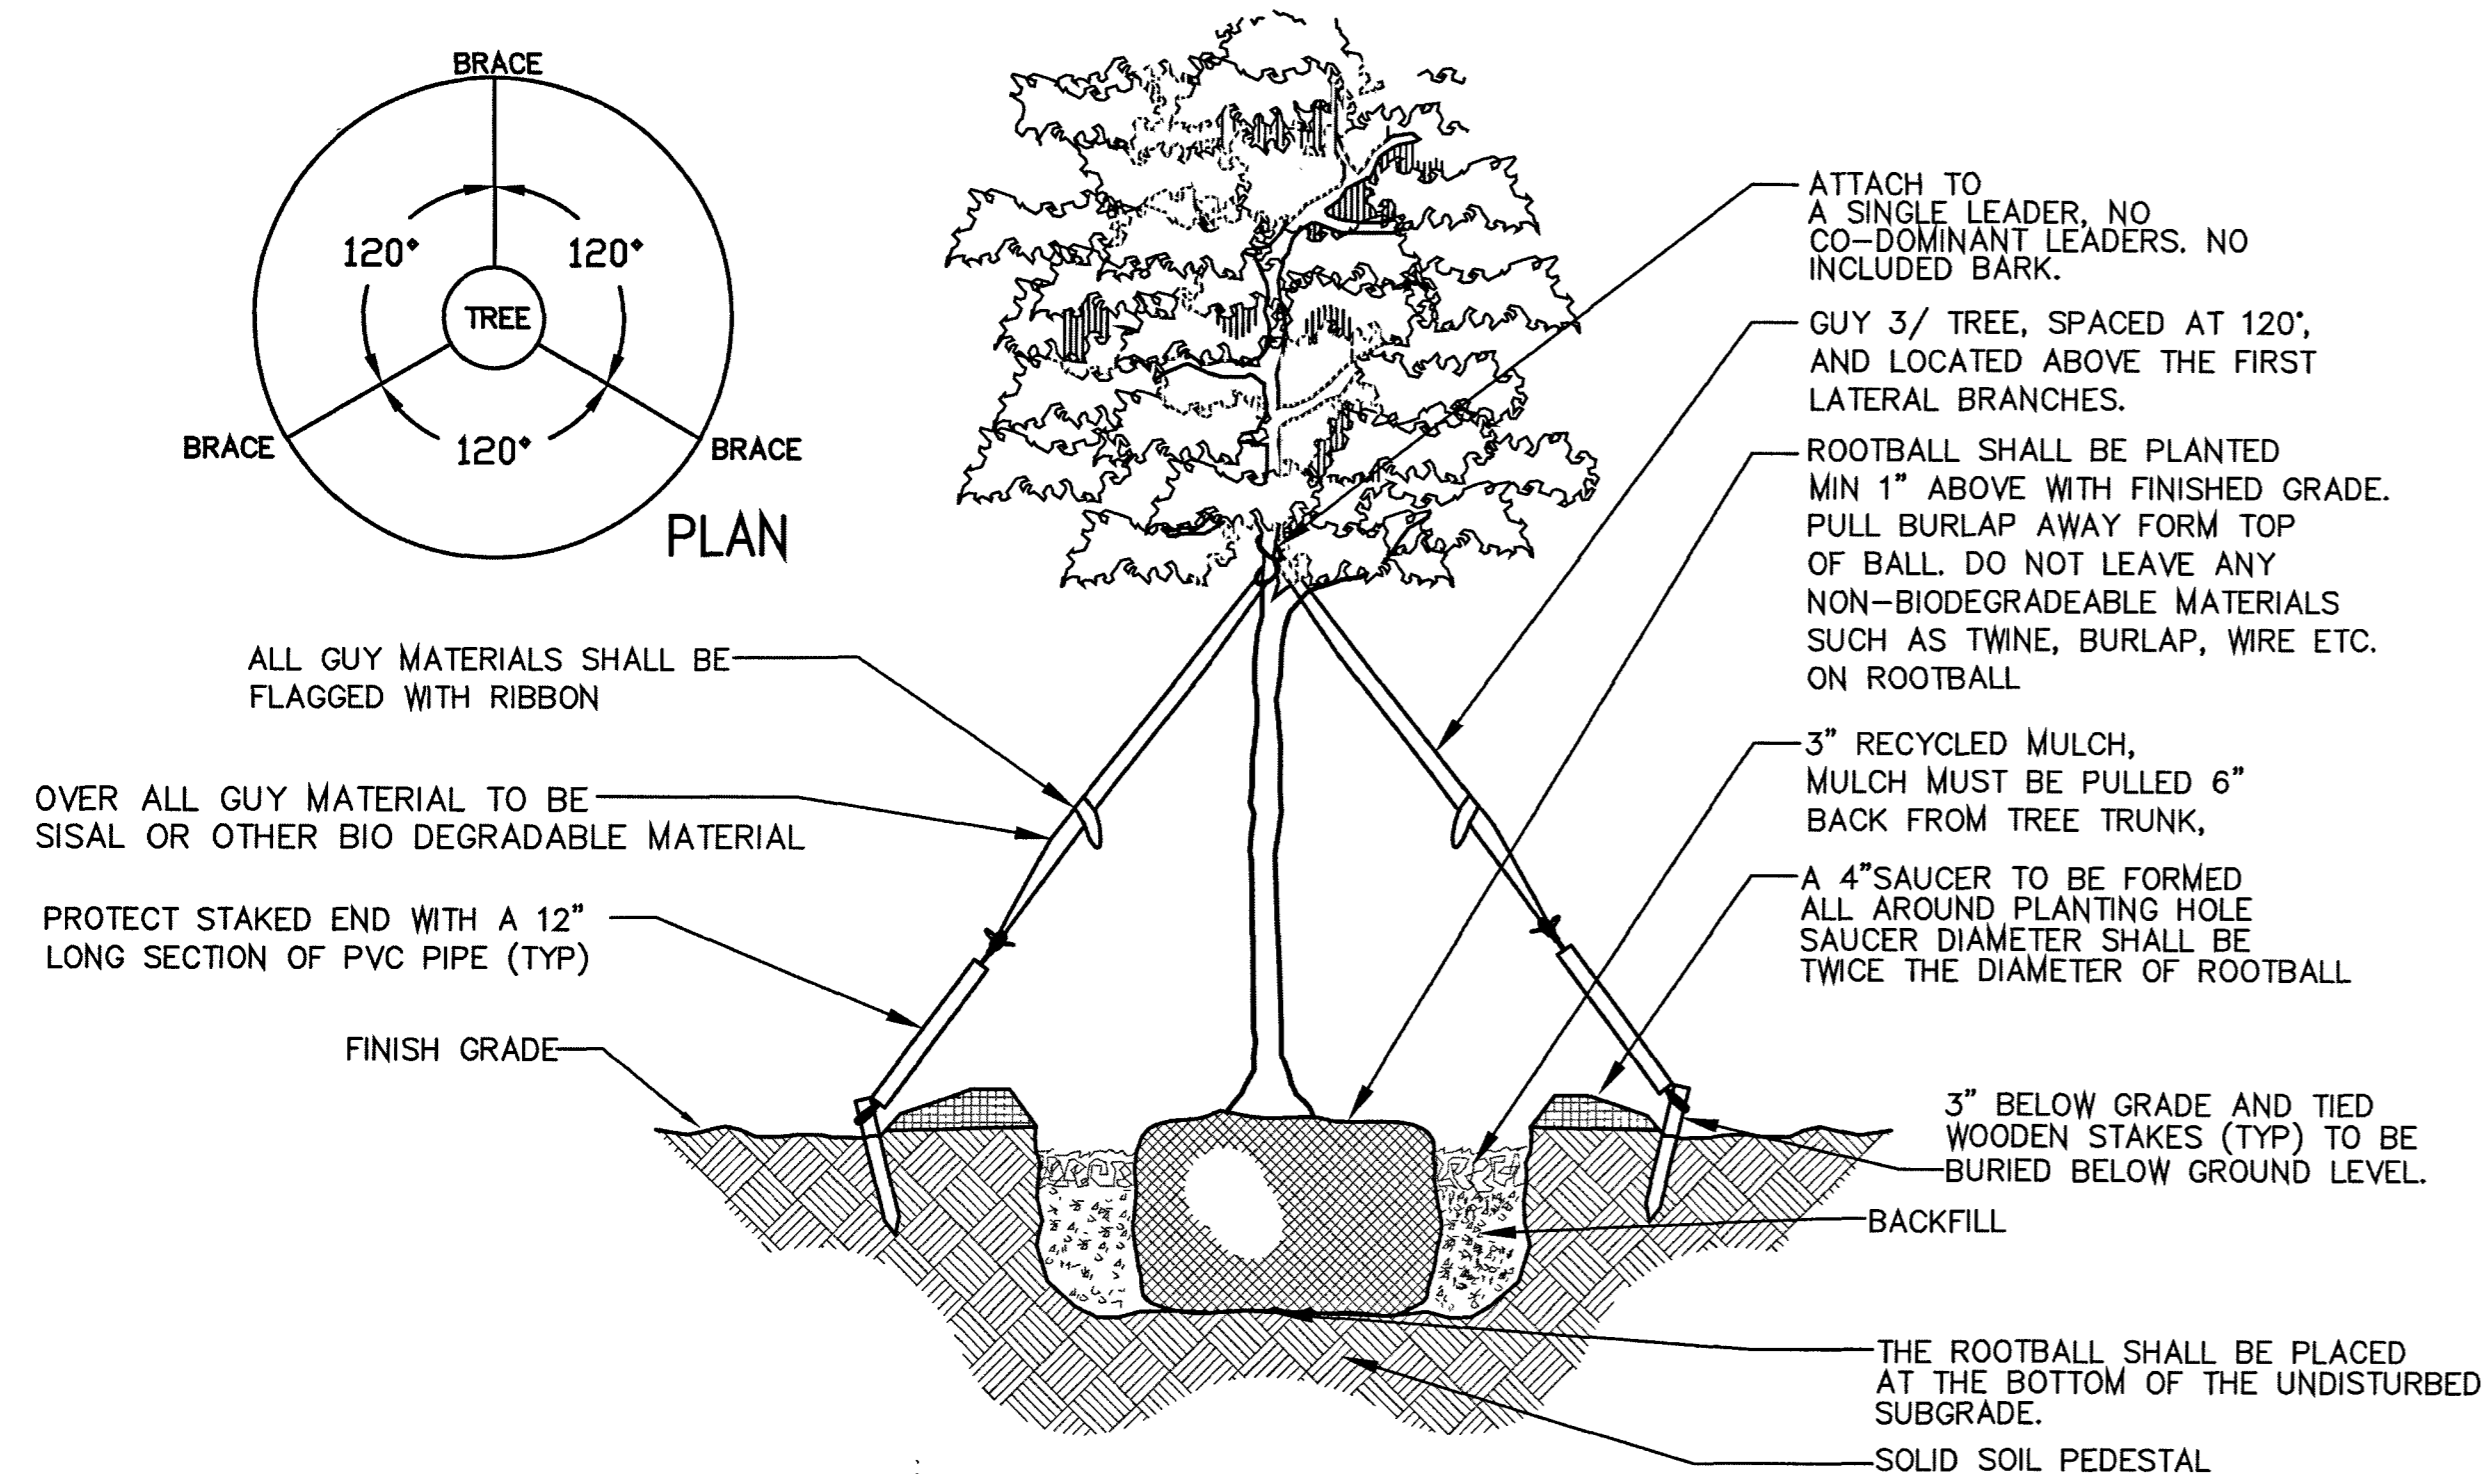 BRACE
120°
120°
TREE
BRACE
120°
BRACE
PLAN
ALL GUY MATERIALS SHALL BE
FLAGGED WITH RIBBON
OVER ALL GUY MATERIAL TO BE
SISAL OR OTHER BIO DEGRADABLE MATERIAL
PROTECT STAKED END WITH A 12"
LONG SECTION OF PVC PIPE (TYP)
FINISH GRADE
ATTACH TO
A SINGLE LEADER, NO
CO-DOMINANT LEADERS. NO
INCLUDED BARK.
GUY 3/ TREE, SPACED AT 120°,
AND LOCATED ABOVE THE FIRST
LATERAL BRANCHES.
ROOTBALL SHALL BE PLANTED
MIN 1" ABOVE WITH FINISHED GRADE.
PULL BURLAP AWAY FORM TOP
OF BALL. DO NOT LEAVE ANY
NON-BIODEGRADEABLE MATERIALS
SUCH AS TWINE, BURLAP, WIRE ETC.
ON ROOTBALL
3" RECYCLED MULCH,
MULCH MUST BE PULLED 6"
BACK FROM TREE TRUNK,
A 4"SAUCER TO BE FORMED
ALL AROUND PLANTING HOLE
SAUCER DIAMETER SHALL BE
TWICE THE DIAMETER OF ROOTBALL
3" BELOW GRADE AND TIED
WOODEN STAKES (TYP) TO BE
BURIED BELOW GROUND LEVEL.
BACKFILL
THE ROOTBALL SHALL BE PLACED
AT THE BOTTOM OF THE UNDISTURBED
SUBGRADE.
SOLID SOIL PEDESTAL